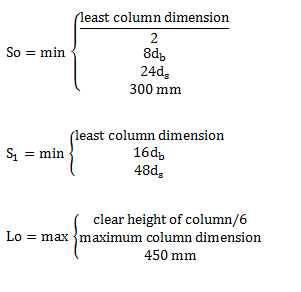 least column dimension
2
8d_b
So = min
24d_s
300 mm
least column dimension
S_1 = min 16d_b
48d_s
clear height of column/6
Lo = max maximum column dimension
450 mm